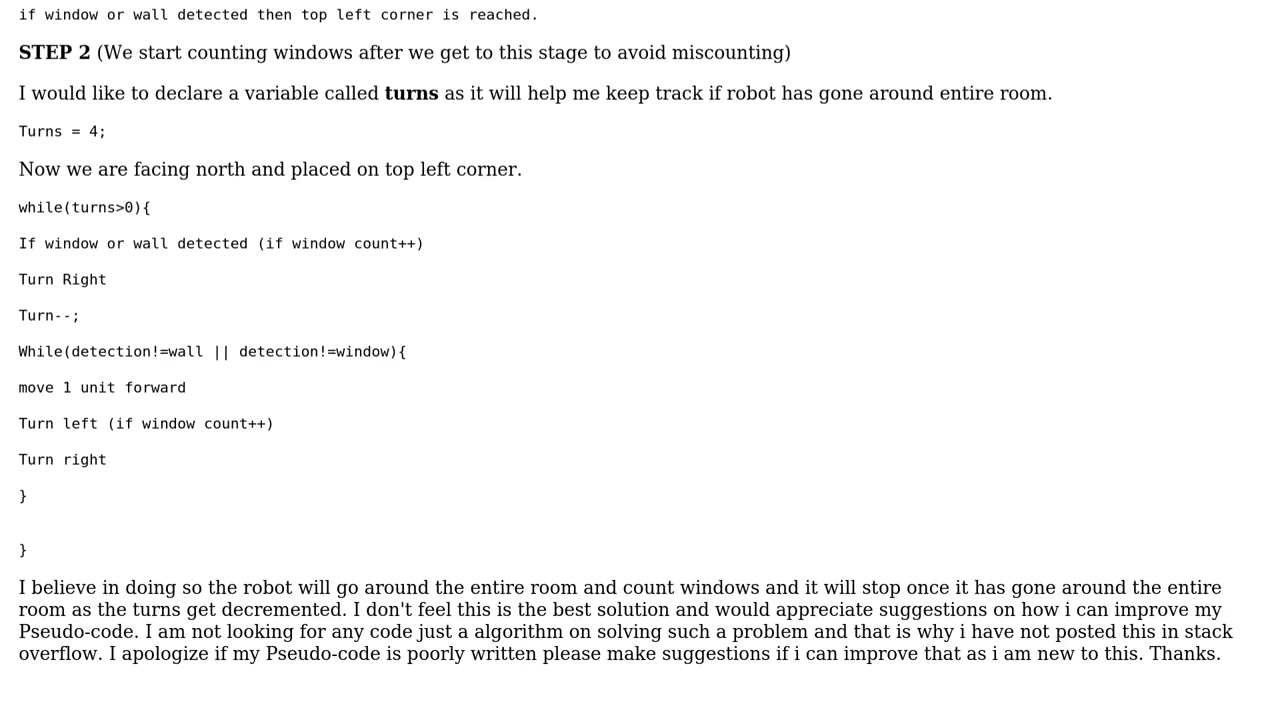 if window or wall detected then top left corner is reached.
STEP 2 (We start counting windows after we get to this stage to avoid miscounting)
I would like to declare a variable called turns as it will help me keep track if robot has gone around entire room.
Turns = 4;
Now we are facing north and placed on top left corner.
while(turns>0){
If window or wall detected (if window count++)
Turn Right
Turn--;
While(detection!=wall || detection!=window){
move 1 unit forward
Turn left (if window count++)
Turn right
}
}
I believe in doing so the robot will go around the entire room and count windows and it will stop once it has gone around the entire
room as the turns get decremented. I don't feel this is the best solution and would appreciate suggestions on how i can improve my
Pseudo-code. I am not looking for any code just a algorithm on solving such a problem and that is why i have not posted this in stack
overflow. I apologize if my Pseudo-code is poorly written please make suggestions if i can improve that as i am new to this. Thanks.